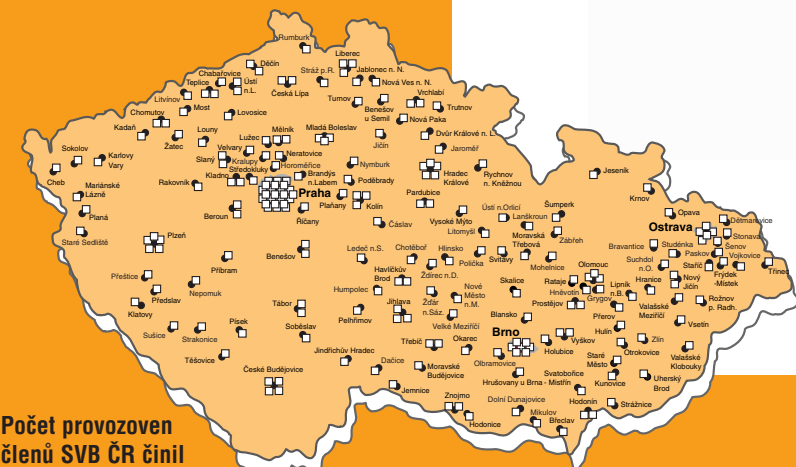 Rumburk
Liberec
Děčín
Chabařovice
Stráž p.R.
Jablonec n. N.
Teplice
Ústí
n.L.
Nová Ves n. N.
Česká Lípa
Vrchlabí
Litvínov
Most
Turnov
Benešov
u Semil
Trutnov
Chomutov
Lovosice
Nová Paka
Kadaň
Louny
Mělník
Mladá Boleslav
Dvůr Králové n. L.
Žatec
Lužec
Jičín
Jaroměř
Sokolov
Velvary
Neratovice
Karlovy
Vary
Slaný
Kralupy
Horoměřice
Nymburk
Hradec
Králové
Rychnov
n. Kněžnou
Jeseník
Cheb
Středokluky
Kladno
Brandýs
n.Labem
Poděbrady
Krnov
Mariánské
Lázně
Rakovník
Praha
Plaňany
Kolín
Pardubice
Planá
Beroun
Říčany
Čáslav
Vysoké Mýto
Ústí n.Orlicí
Šumperk
Opava
Lanškroun
Dětmarovice
Staré Sedliště
Plzeň
Litomyšl
Moravská
Třebová
Zábřeh
Ostrava
Stonava
Benešov
Ledeč n.S.
Chotěboř
Hlinsko
Bravantice
Studénka
Šenov
Paskov
Vojkovice
Přeštice
Příbram
Ždírec n.D.
Polička
Svitavy
Mohelnice
Olomouc
Suchdol
n.O.
Staříč
Frýdek
-Místek
Třinec
Předslav
Nepomuk
Humpolec
Havlíčkův
Brod
Skalice
Rataje
Hněvotín
Lipník
n.B.
Hranice
Nový
Jičín
Klatovy
Tábor
Pelhřimov
Jihlava
Žďár
n.Sáz.
Nové
Město
n.M.
Prostějov
Grygov
Přerov
Valašské
Meziříčí
Rožnov
p. Radh.
Sušice
Strakonice
Písek
Soběslav
Velké Meziříčí
Blansko
Hulín
Vsetín
Těšovice
Jindřichův Hradec
Třebíč
Okarec
Brno
Vyškov
Zlín
Otrokovice
České Budějovice
Dačice
Moravské
Budějovice
Olbramovice
Holubice
Staré
Město
Valašské
Klobouky
Jemnice
Hrušovany u Brna
- Mistřín
Svatobořice
Kunovice
Uherský
Brod
Znojmo
Dolní Dunajovice
Hodonín
Strážnice
Hodonice
Mikulov
Břeclav
Počet provozoven
členů SVB ČR činil